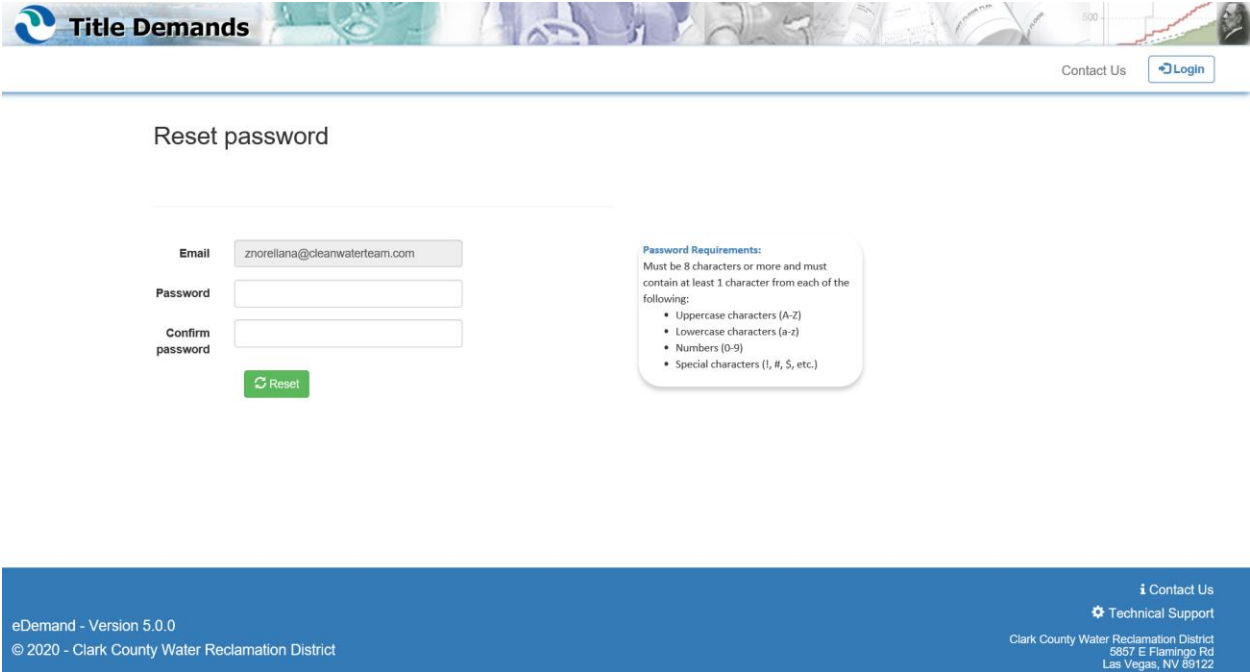 Title Demands
500
Contact Us
Login
Reset password
Email
znorellana@cleanwaterteam.com
Password
Confirm
password
Reset
Password Requirements:
Must be 8 characters or more and must
contain at least 1 character from each of the
following:
• Uppercase characters (A-Z)
• Lowercase characters (a-z)
• Numbers (0-9)
• Special characters (!, #, $, etc.)
eDemand - Version 5.0.0
© 2020 - Clark County Water Reclamation District
Contact Us
Technical Support
Clark County Water Reclamation District
5857 E Flamingo Rd
Las Vegas, NV 89122